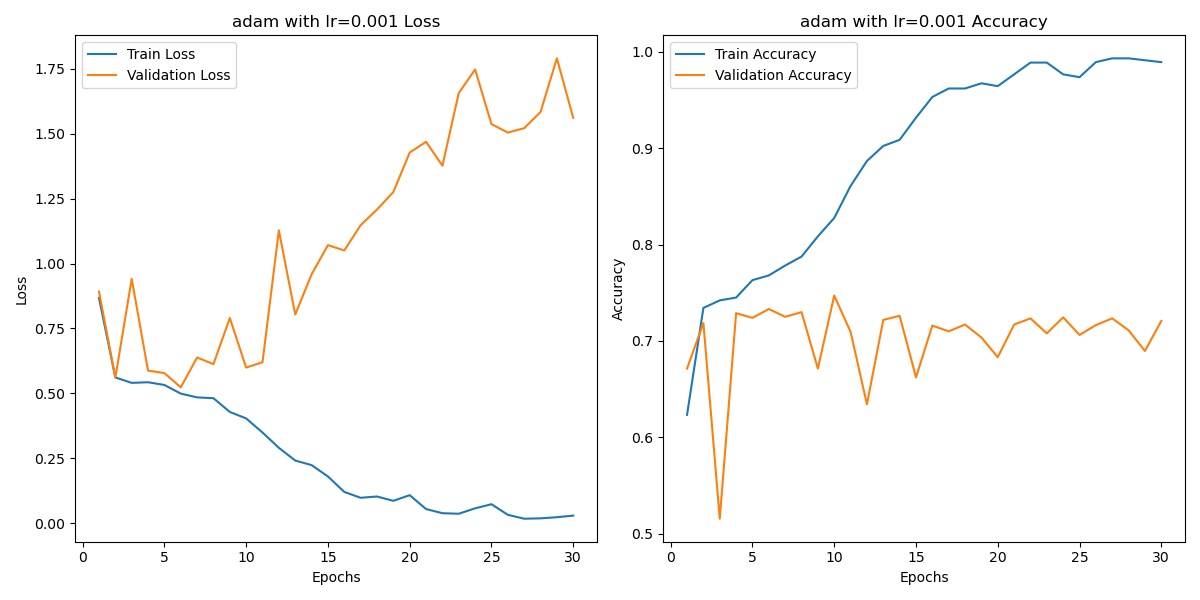 adam with lr=0.001 Loss
Train Loss
Validation Loss
1.75
1.50
1.25
1.00
0.75
0.50
0.25
0.00
Loss
0 5 10 15 20 25 30
Epochs
adam with lr=0.001 Accuracy
Train Accuracy
Validation Accuracy
1.0
0.9
0.8
0.7
0.6
0.5
Accuracy
0 5 10 15 20 25 30
Epochs